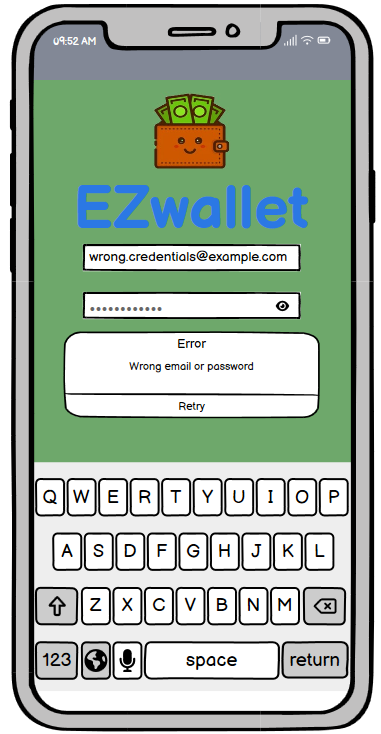 09:52 AM
EZwallet
wrong.credentials@example.com
••••••••••••
Error
Wrong email or password
Retry
Q W E R T Y U I O P
A S D F G H J K L
Z X C V B N M
123 space return